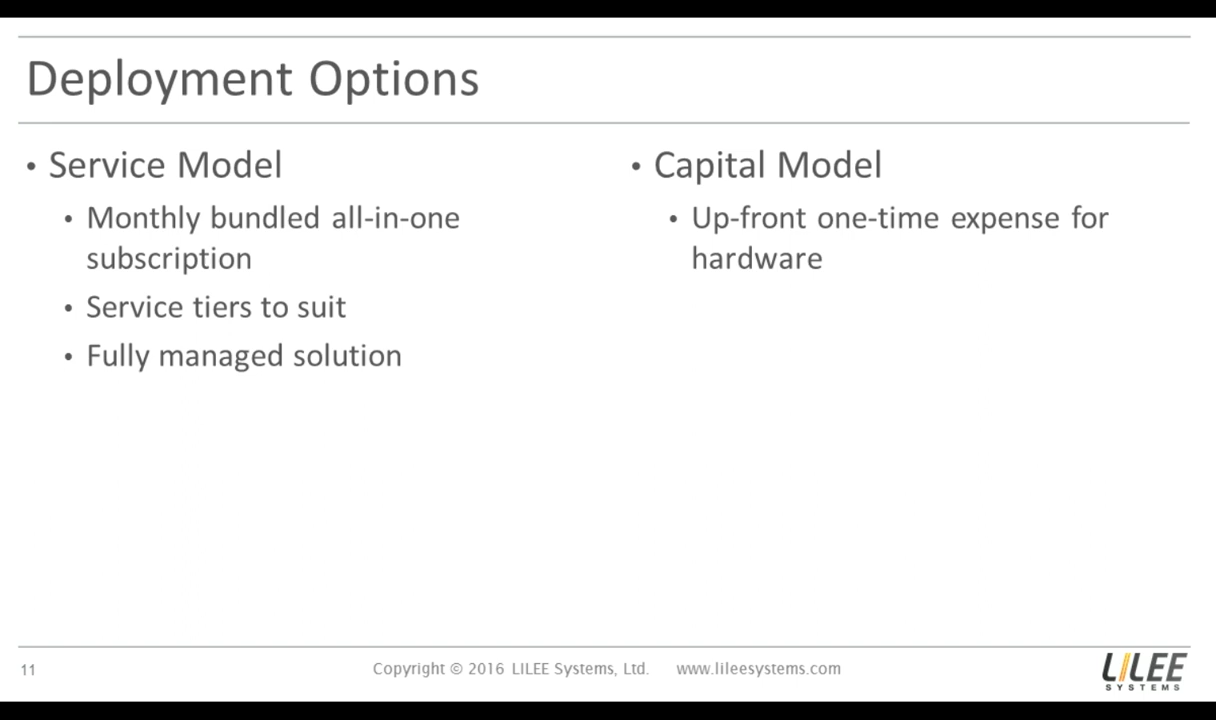 Deployment Options
• Service Model
• Monthly bundled all-in-one
subscription
• Service tiers to suit
• Fully managed solution
• Capital Model
• Up-front one-time expense for
hardware
11
Copyright © 2016 LILEE Systems, Ltd. www.lileesystems.com
LILEE
SYSTEMS